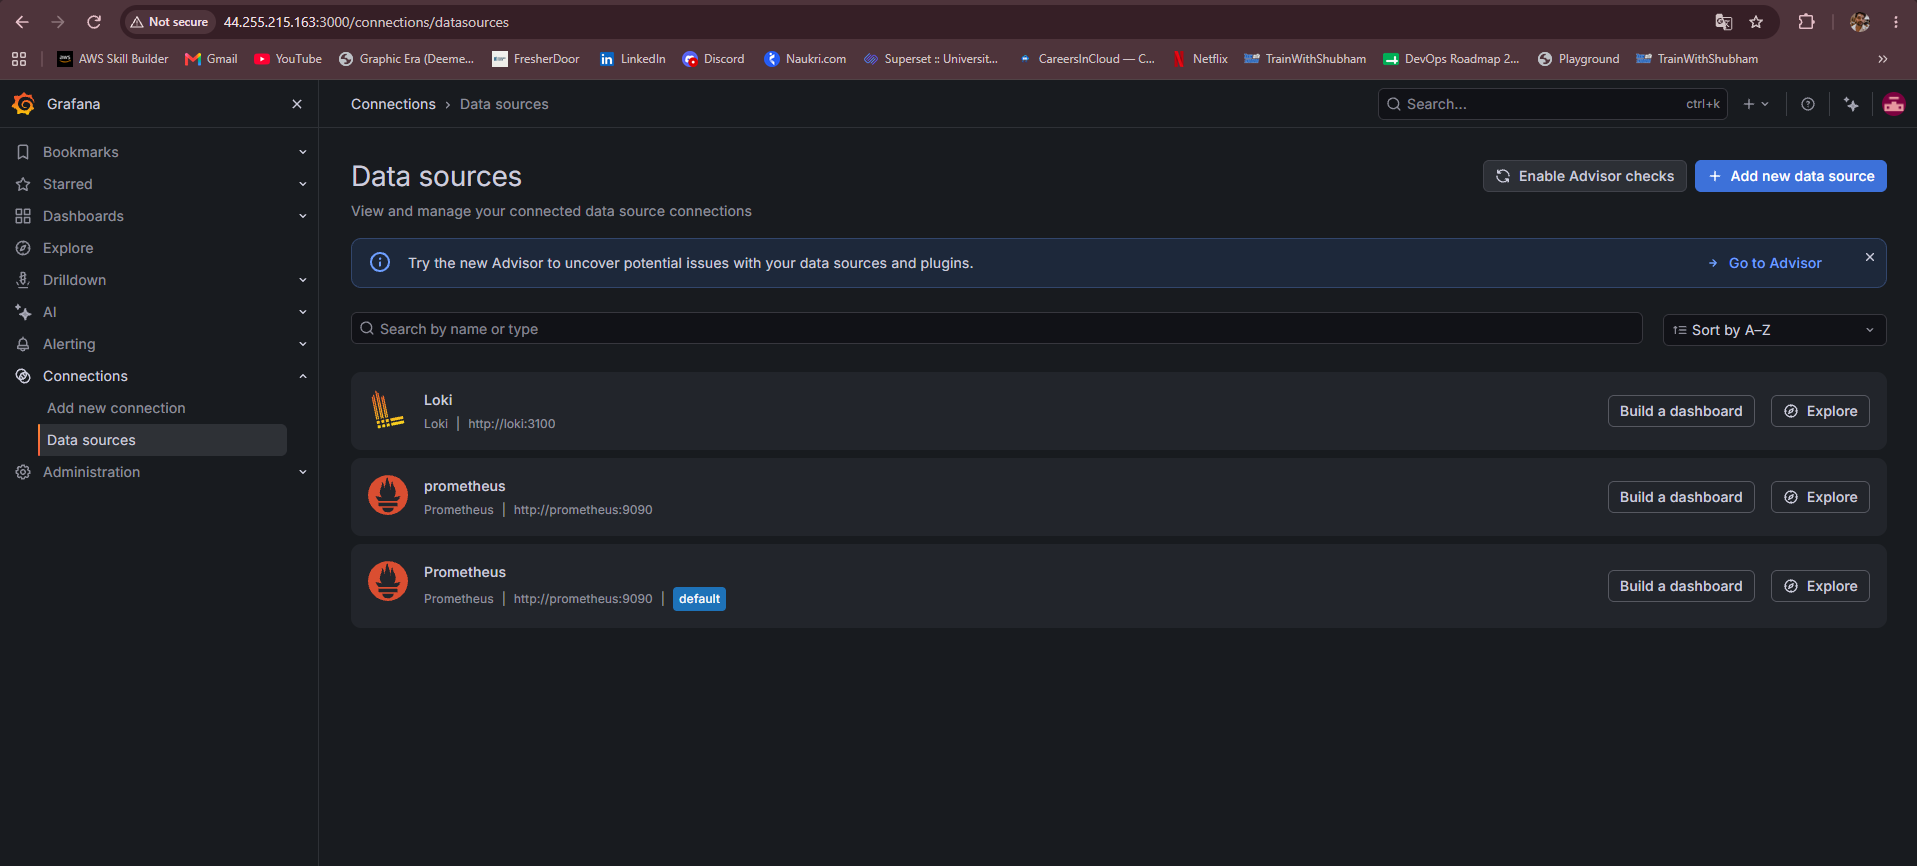 Not secure 44.255.215.163:3000/connections/datasources
AWS Skill Builder Gmail YouTube Graphic Era (Deeme... FresherDoor LinkedIn Discord Naukri.com Superset :: Universit... CareersInCloud — C... Netflix TrainWithShubham DevOps Roadmap 2... Playground TrainWithShubham »
Grafana
Connections › Data sources
Search... ctrl+k
Bookmarks
Starred
Dashboards
Explore
Drilldown
AI
Alerting
Connections
Add new connection
Data sources
Administration
Data sources
Enable Advisor checks
+ Add new data source
View and manage your connected data source connections
Try the new Advisor to uncover potential issues with your data sources and plugins.
Go to Advisor
Search by name or type
Sort by A–Z
Loki
Loki | http://loki:3100
Build a dashboard Explore
prometheus
Prometheus | http://prometheus:9090
Build a dashboard Explore
Prometheus
Prometheus | http://prometheus:9090 | default
Build a dashboard Explore